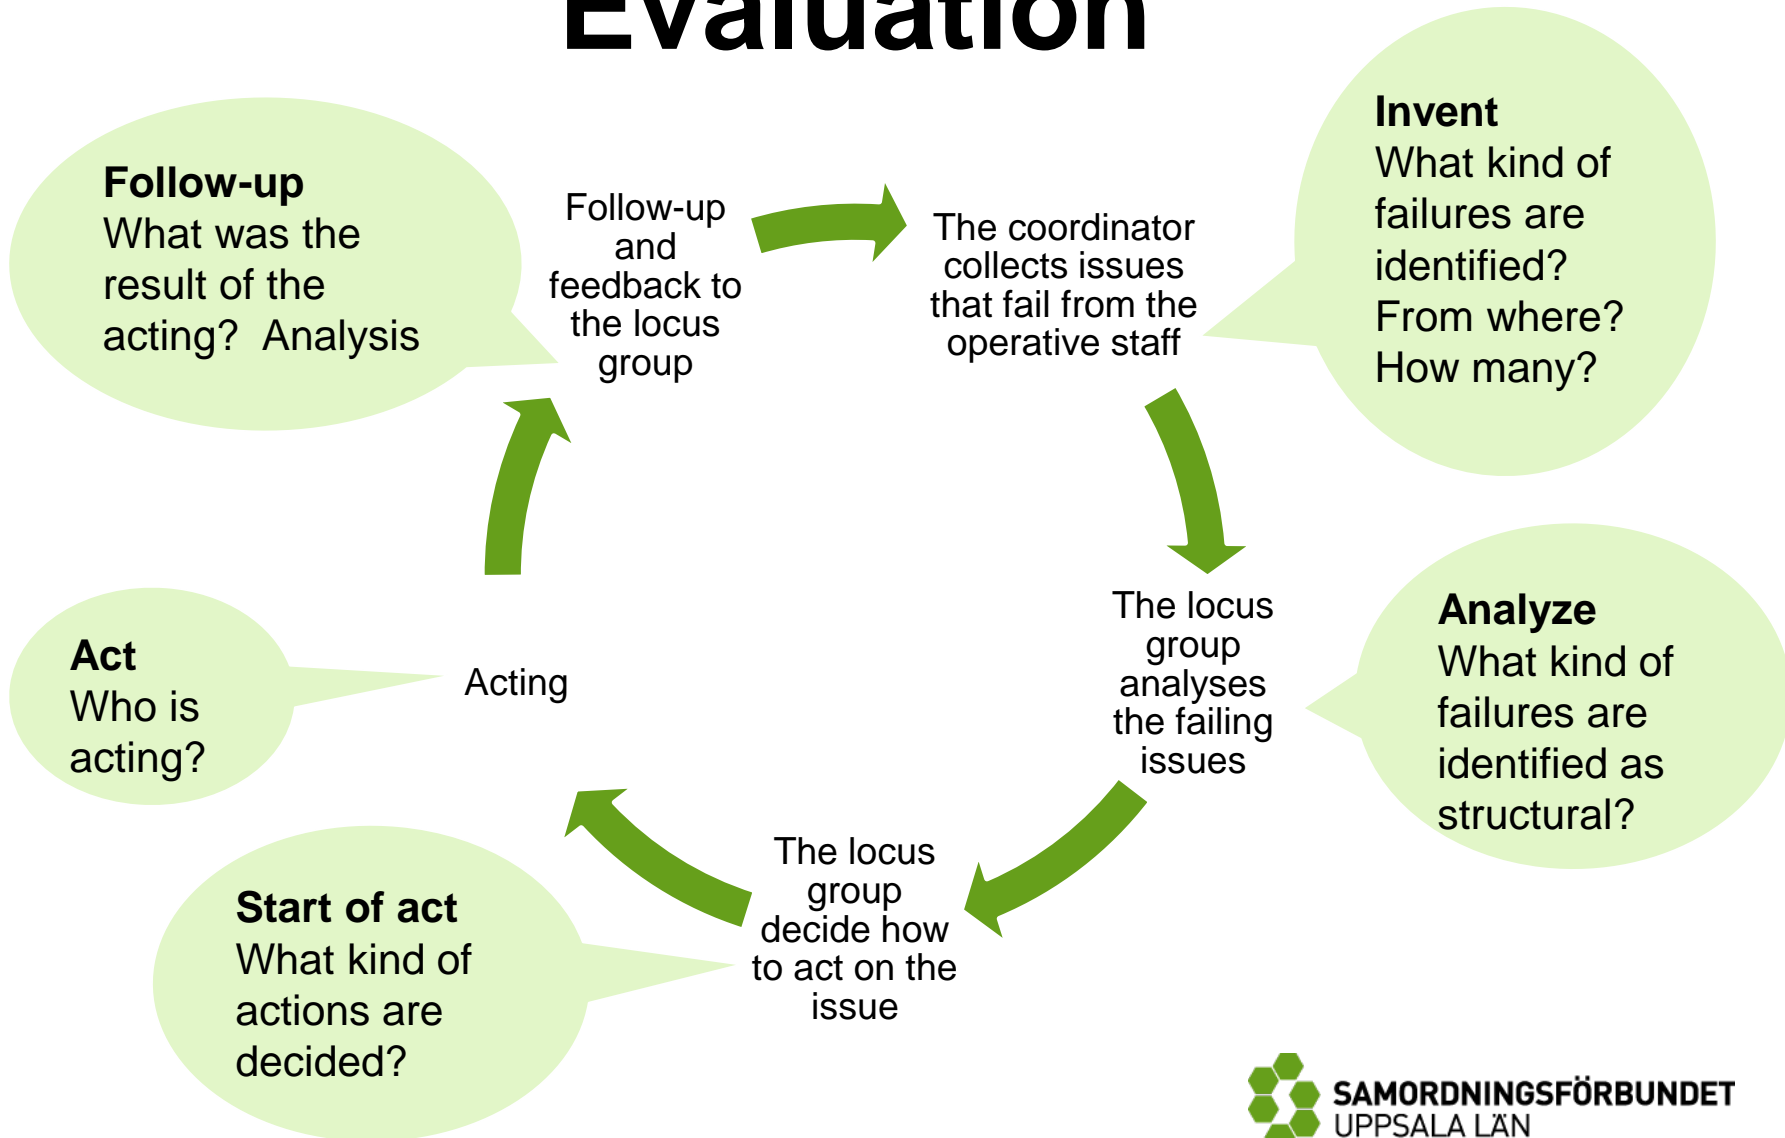 Evaluation
Follow-up
What was the
result of the
acting?  Analysis
Follow-up
and
feedback to
the locus
group
The coordinator
collects issues
that fail from the
operative staff
Invent
What kind of
failures are
identified?
From where?
How many?
The locus
group
analyses
the failing
issues
Analyze
What kind of
failures are
identified as
structural?
The locus
group
decide how
to act on the
issue
Start of act
What kind of
actions are
decided?
Acting
Act
Who is
acting?
SAMORDNINGSFÖRBUNDET
UPPSALA LÄN